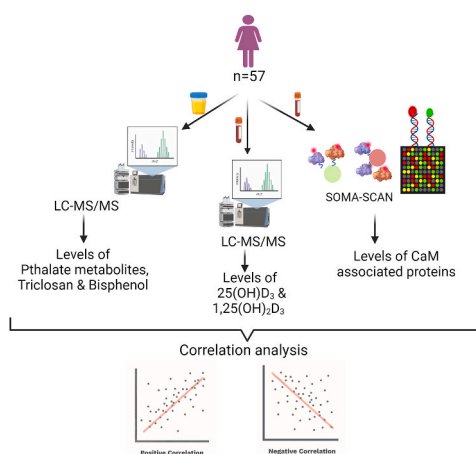 n=57
LC-MS/MS
Levels of
Pthalate metabolites,
Triclosan & Bisphenol
LC-MS/MS
Levels of
25(OH)D₃ &
1,25(OH)₂D₃
SOMA-SCAN
Levels of CaM
associated proteins
Correlation analysis
Positive Correlation
Negative Correlation